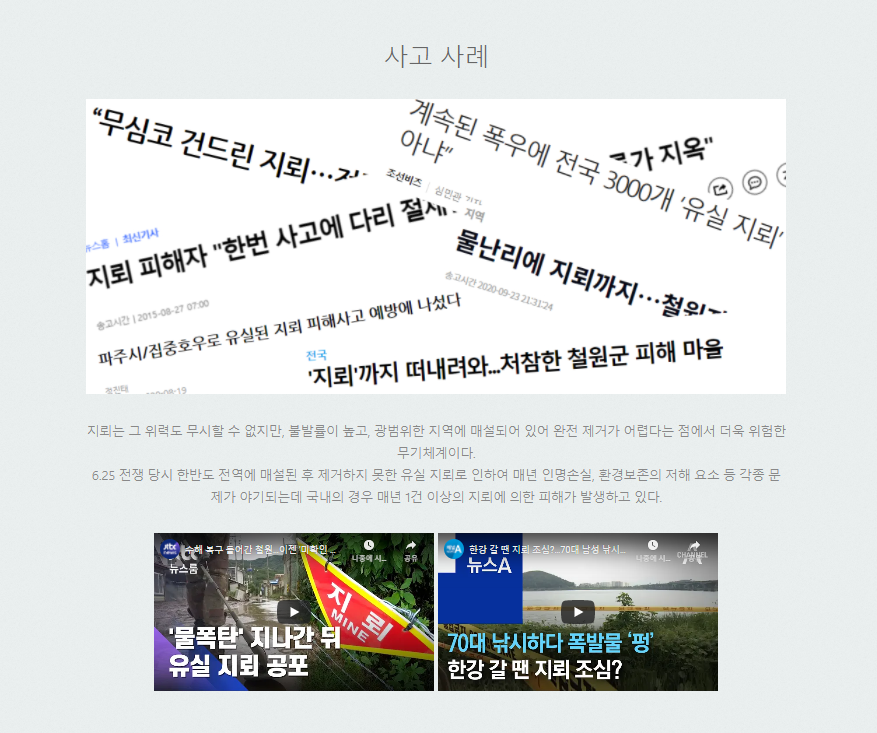 사고 사례
“무심코 건드린 지뢰…
계속된 폭우에 전국 3000개 ‘유실 지뢰’
아냐”
가 지옥"
조선비즈 | 심민관 기자
지역
뉴스홈 | 최신기사
지뢰 피해자 "한번 사고에 다리 절제
물난리에 지뢰까지…철원
송고시간 2020-09-23 21:31:24
송고시간 | 2015-08-27 07:00
파주시/집중호우로 유실된 지뢰 피해사고 예방에 나섰다
전국
'지뢰'까지 떠내려와...처참한 철원군 피해 마을
지뢰는 그 위력도 무시할 수 없지만, 불발률이 높고, 광범위한 지역에 매설되어 있어 완전 제거가 어렵다는 점에서 더욱 위험한
무기체계이다.
6.25 전쟁 당시 한반도 전역에 매설된 후 제거하지 못한 유실 지뢰로 인하여 매년 인명손실, 환경보존의 저해 요소 등 각종 문
제가 야기되는데 국내의 경우 매년 1건 이상의 지뢰에 의한 피해가 발생하고 있다.
jtbc news
수해 복구 들어간 철원…이젠 '미확인 ...
나중에 시...
공유
뉴스룸
지뢰
MINE
'물폭탄' 지나간 뒤
유실 지뢰 공포
한강 갈 땐 지뢰 조심?…70대 남성 낚시...
나중에 시...
CHANNEL A
뉴스A
70대 낚시하다 폭발물 ‘펑’
한강 갈 땐 지뢰 조심?